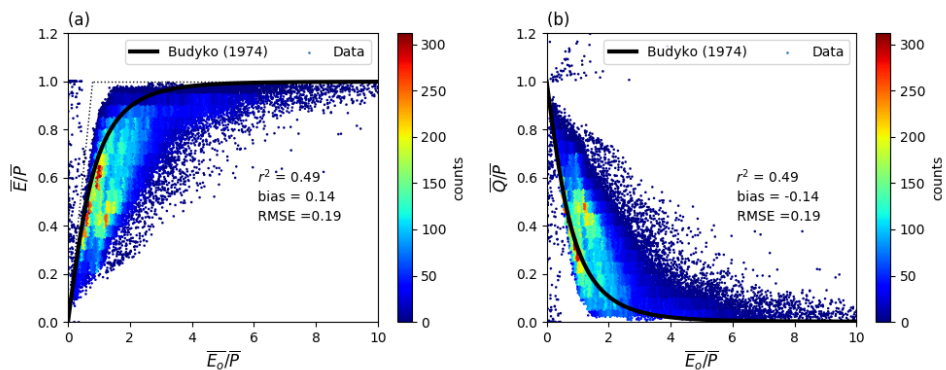 (a)
1.2
1.0
0.8
0.6
0.4
0.2
0.0
0 2 4 6 8 10
E̅/P̅
E̅ₒ/P̅
Budyko (1974) Data
r² = 0.49
bias = 0.14
RMSE =0.19
300
250
200
150
100
50
0
counts
(b)
1.2
1.0
0.8
0.6
0.4
0.2
0.0
0 2 4 6 8 10
Q̅/P̅
E̅ₒ/P̅
Budyko (1974) Data
r² = 0.49
bias = -0.14
RMSE =0.19
300
250
200
150
100
50
0
counts